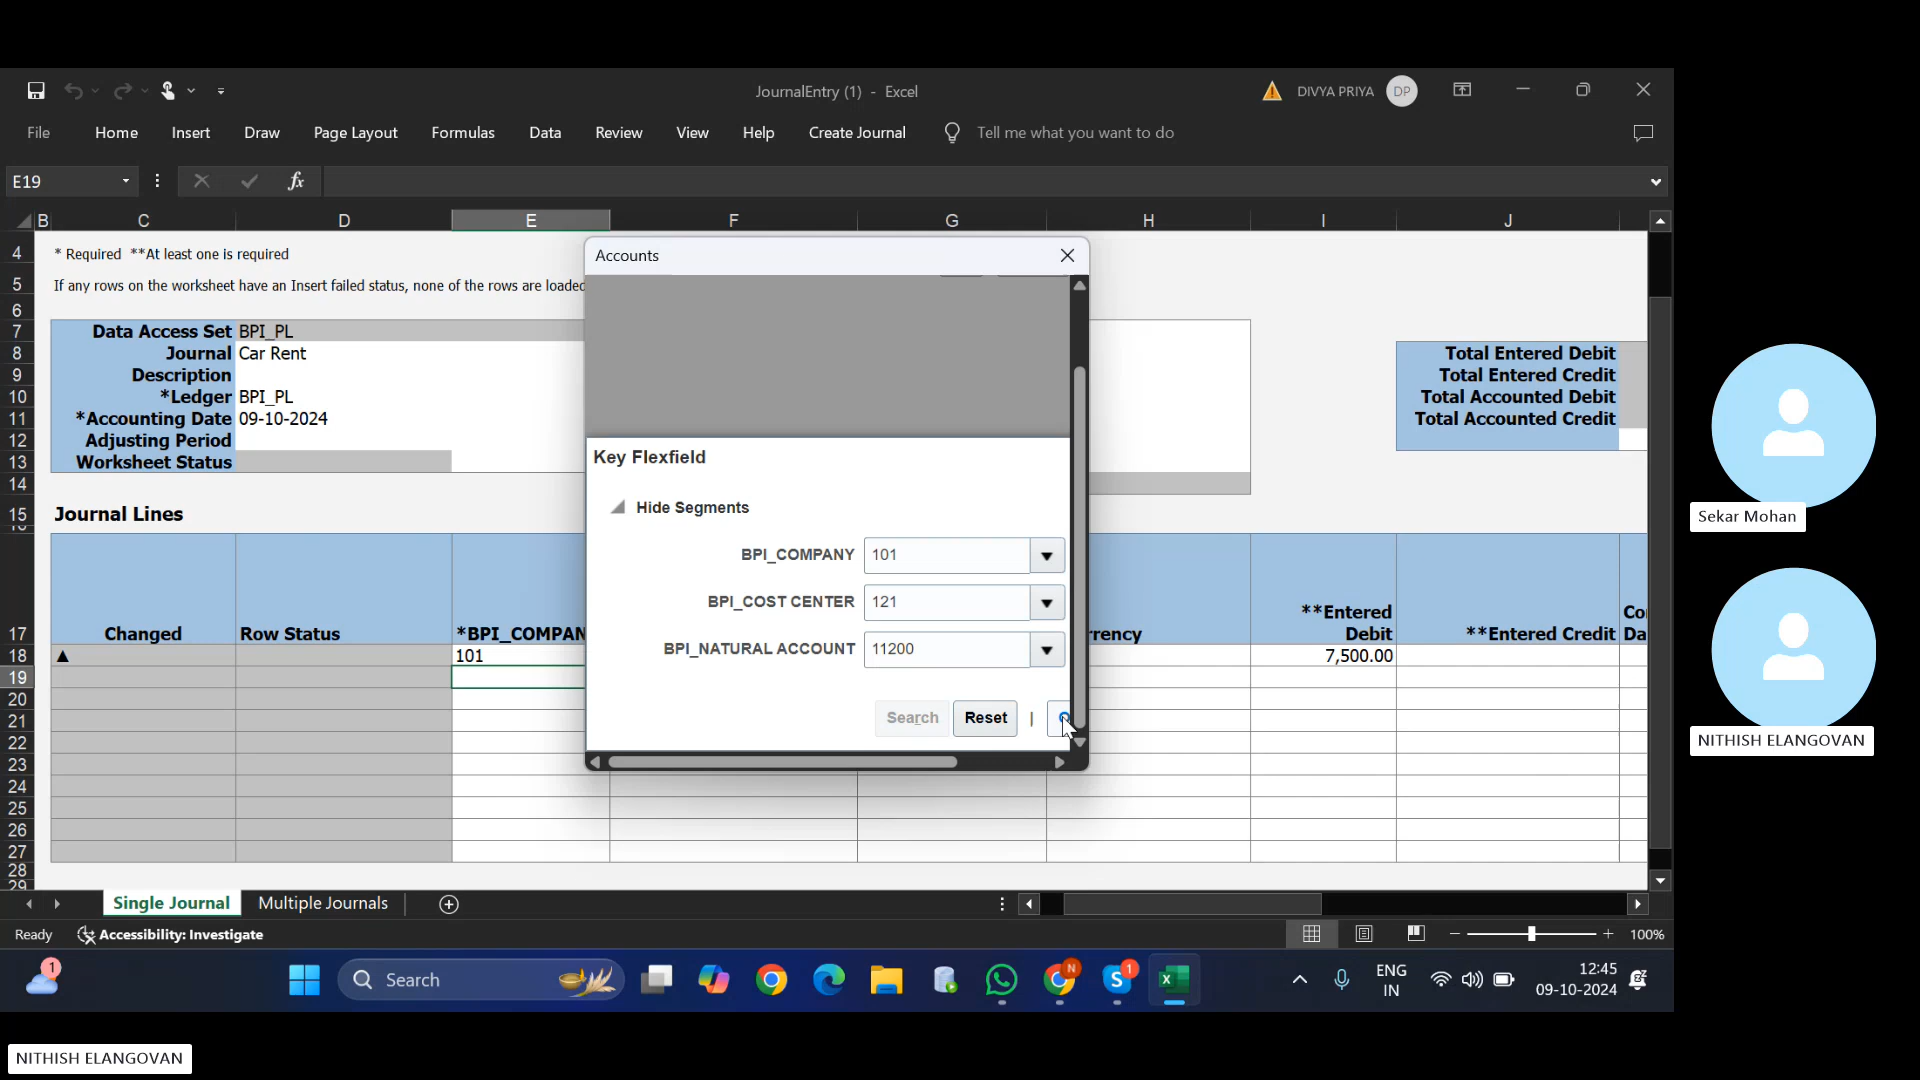 JournalEntry (1) - Excel
DIVYA PRIYA
DP
File Home Insert Draw Page Layout Formulas Data Review View Help Create Journal Tell me what you want to do
E19
fx
B C D E F G H I J
4 * Required **At least one is required
5 If any rows on the worksheet have an Insert failed status, none of the rows are loaded
6
7 Data Access Set BPI_PL
8 Journal Car Rent Total Entered Debit
9 Description Total Entered Credit
10 *Ledger BPI_PL Total Accounted Debit
11 *Accounting Date 09-10-2024 Total Accounted Credit
12 Adjusting Period
13 Worksheet Status
14
15 Journal Lines
17 Changed Row Status *BPI_COMPAN rrency **Entered Debit **Entered Credit Co Da
18 ▲ 101 7,500.00
19
20
21
22
23
24
25
26
27
28
29
Accounts
Key Flexfield
Hide Segments
BPI_COMPANY 101
BPI_COST CENTER 121
BPI_NATURAL ACCOUNT 11200
Search Reset |
Single Journal Multiple Journals
Ready Accessibility: Investigate
100%
1
Search
N
S
1
ENG
IN
12:45
09-10-2024
Sekar Mohan
NITHISH ELANGOVAN
NITHISH ELANGOVAN